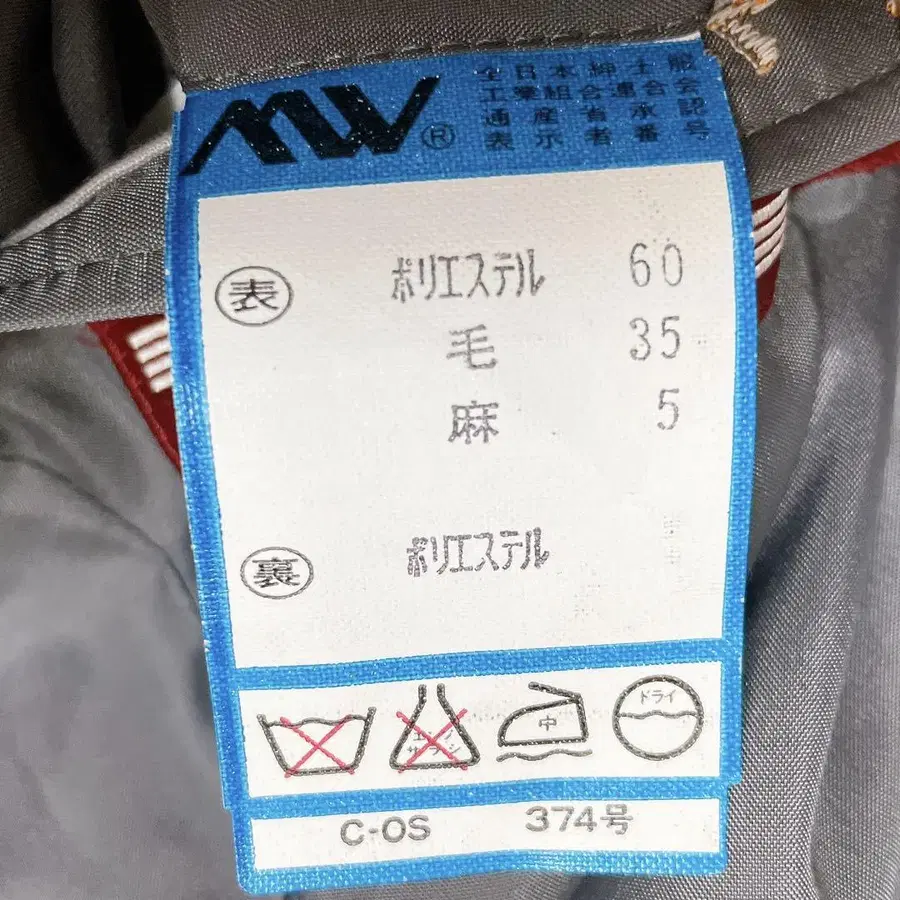 MW®
全日本紳士服
工業組合連合会
通産省承認
表示者番号
表 ポリエステル 60
毛 35
麻 5
裏 ポリエステル
中
ドライ
C-OS 374号